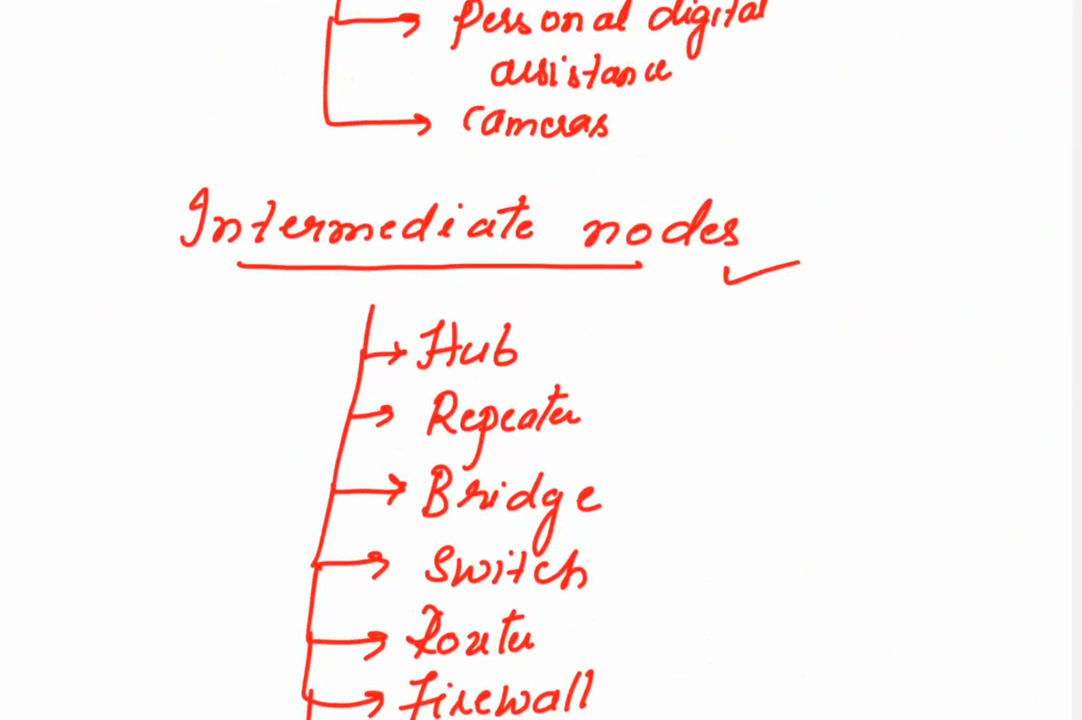 Personal digital
assistance
Cameras
Intermediate nodes
Hub
Repeater
Bridge
Switch
Router
Firewall